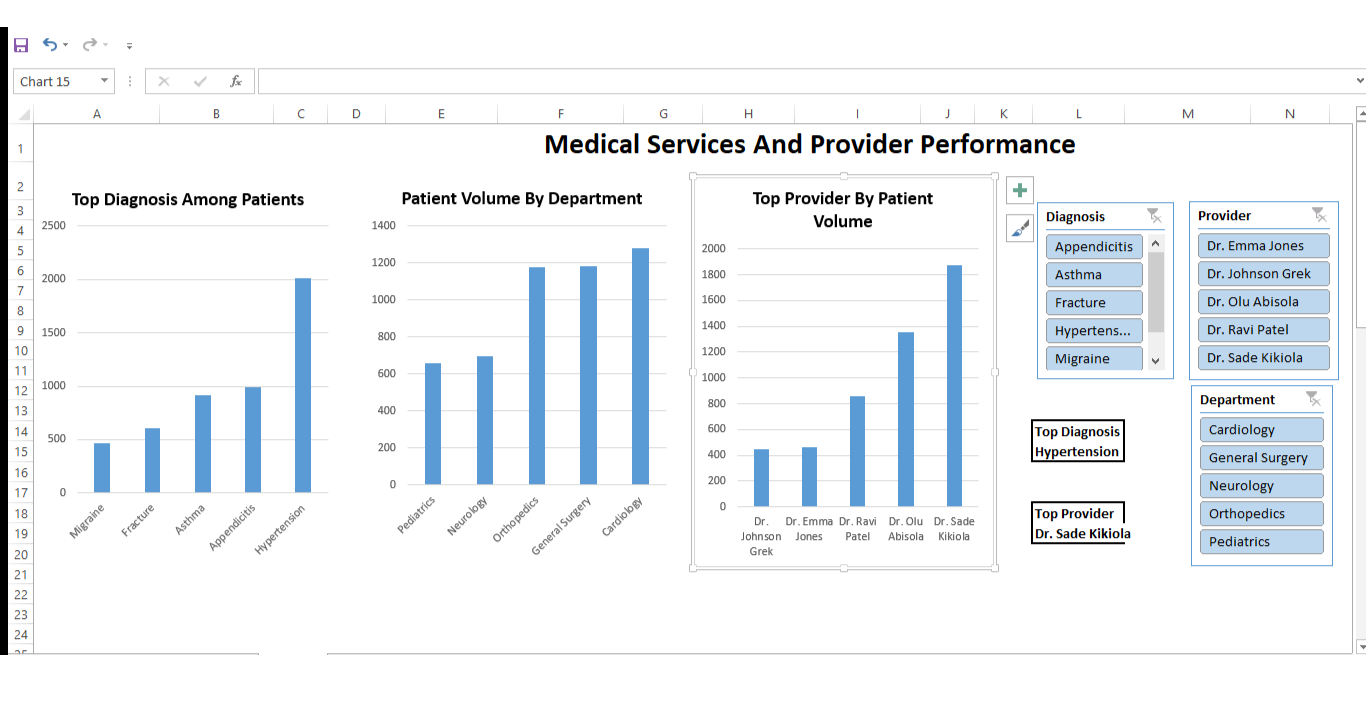 Chart 15
fx
A B C D E F G H I J K L M N
1
Medical Services And Provider Performance
2
3
4
5
6
7
8
9
10
11
12
13
14
15
16
17
18
19
20
21
22
23
24
25
Top Diagnosis Among Patients
2500
2000
1500
1000
500
0
Migraine
Fracture
Asthma
Appendicitis
Hypertension
Patient Volume By Department
1400
1200
1000
800
600
400
200
0
Pediatrics
Neurology
Orthopedics
General Surgery
Cardiology
Top Provider By Patient
Volume
2000
1800
1600
1400
1200
1000
800
600
400
200
0
Dr. Johnson Grek
Dr. Emma Jones
Dr. Ravi Patel
Dr. Olu Abisola
Dr. Sade Kikiola
Diagnosis
Appendicitis
Asthma
Fracture
Hypertens...
Migraine
Provider
Dr. Emma Jones
Dr. Johnson Grek
Dr. Olu Abisola
Dr. Ravi Patel
Dr. Sade Kikiola
Top Diagnosis
Hypertension
Top Provider
Dr. Sade Kikiola
Department
Cardiology
General Surgery
Neurology
Orthopedics
Pediatrics